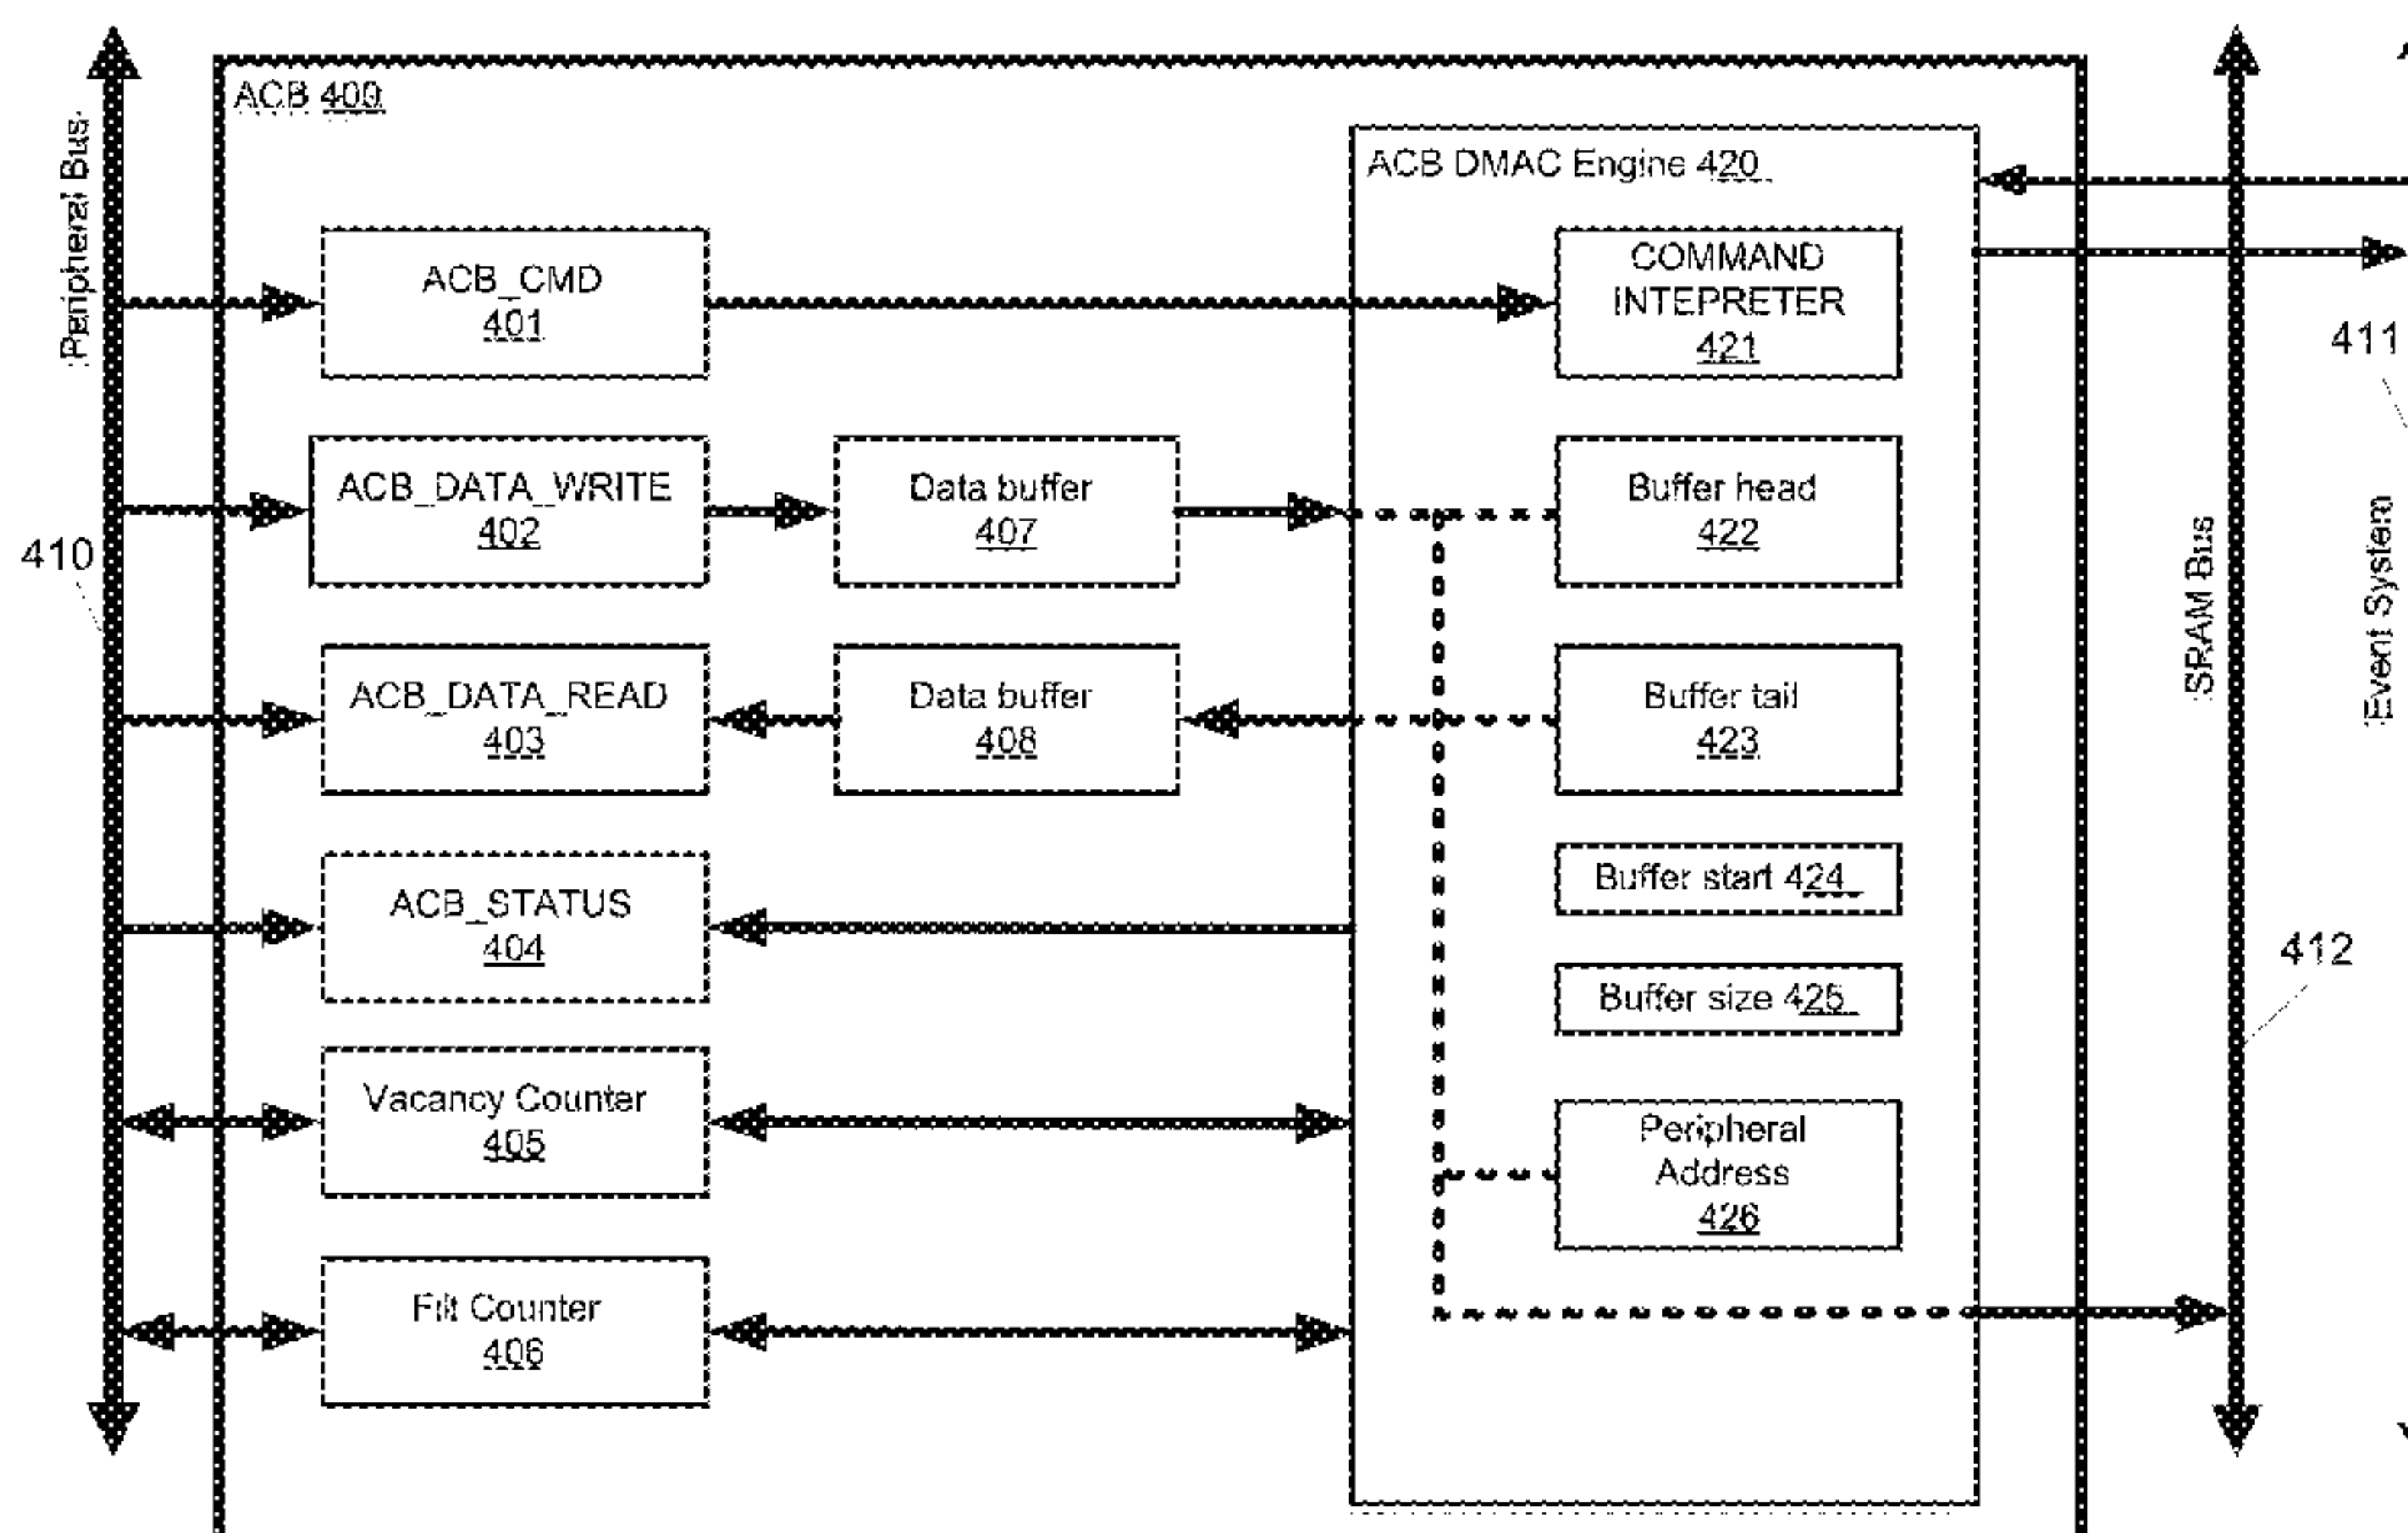 Peripheral Bus
410
ACB 400
ACB_CMD
401
ACB_DATA_WRITE
402
Data buffer
407
ACB_DATA_READ
403
Data buffer
408
ACB_STATUS
404
Vacancy Counter
405
Fill Counter
406
ACB DMAC Engine 420
COMMAND
INTEPRETER
421
Buffer head
422
Buffer tail
423
Buffer start 424
Buffer size 425
Peripheral
Address
426
SRAM Bus
412
411
Event System